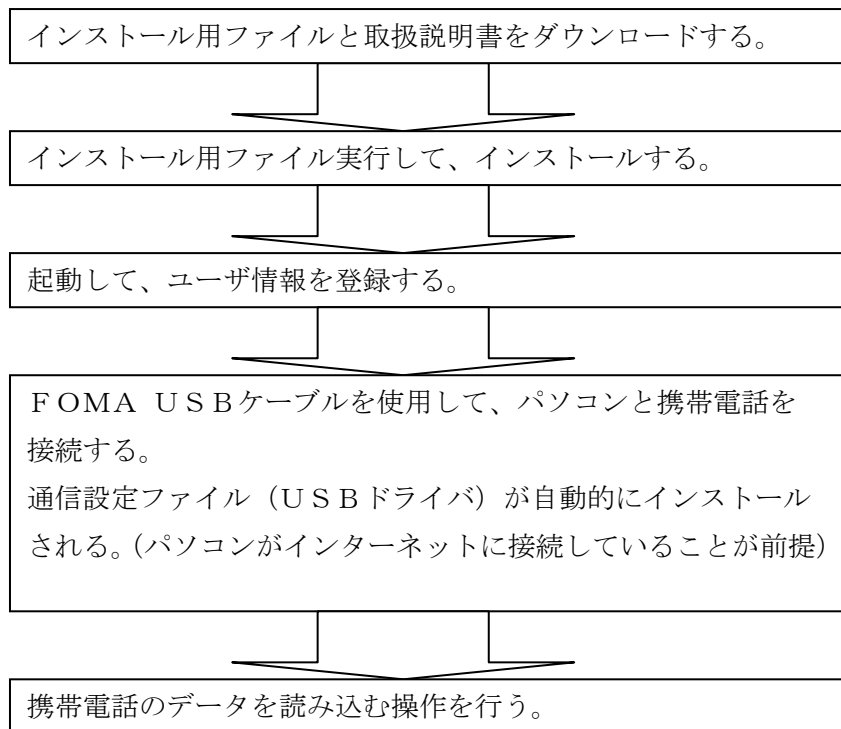 インストール用ファイルと取扱説明書をダウンロードする。
インストール用ファイル実行して、インストールする。
起動して、ユーザ情報を登録する。
ＦＯＭＡ　ＵＳＢケーブルを使用して、パソコンと携帯電話を
接続する。
通信設定ファイル（ＵＳＢドライバ）が自動的にインストール
される。（パソコンがインターネットに接続していることが前提）
携帯電話のデータを読み込む操作を行う。